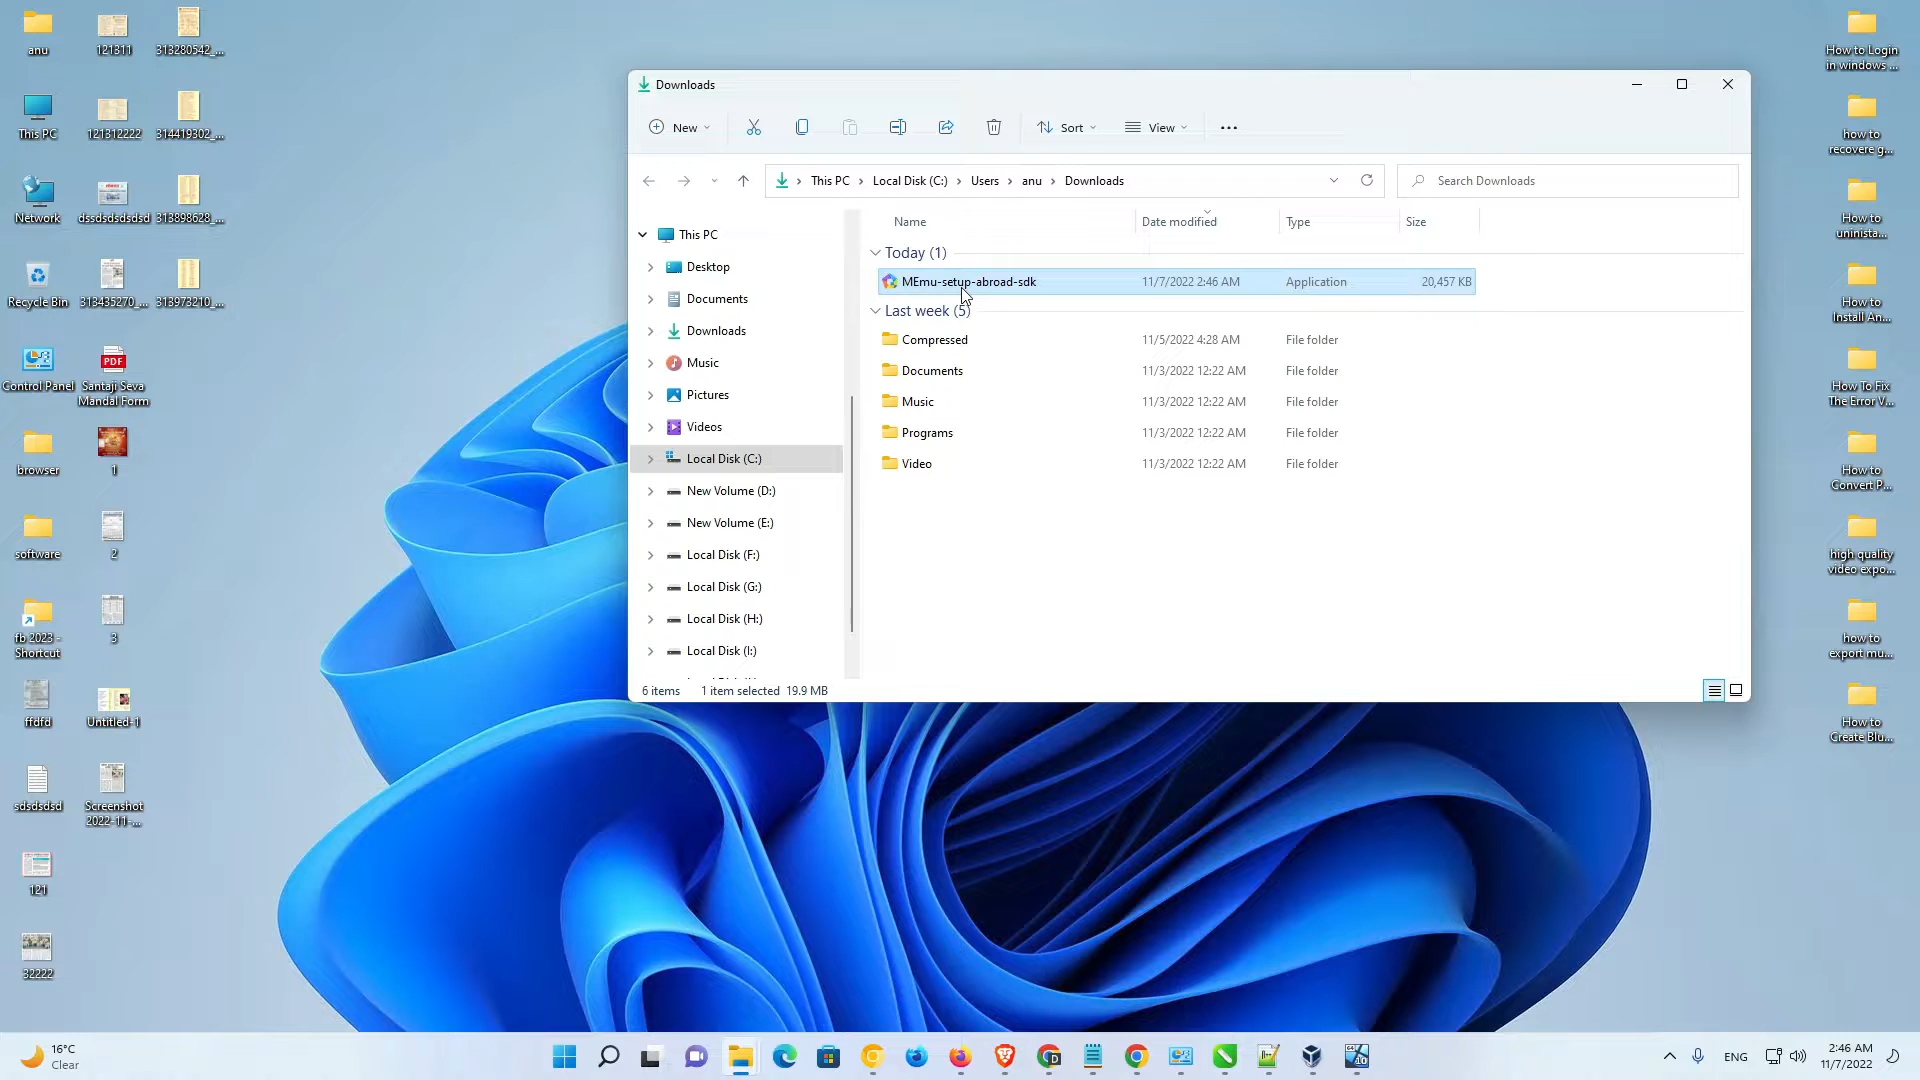 anu
121311
313280542_...
This PC
121312222
314419302_...
Network
dssdsdsdsdsd
313898628_...
Recycle Bin
313435270_...
313973210_...
Control Panel
Santaji Seva
Mandal Form
PDF
browser
1
software
2
fb 2023 -
Shortcut
3
ffdfd
Untitled-1
sdsdsdsd
Screenshot
2022-11-...
121
32222
Downloads
New
Sort
View
This PC
Local Disk (C:)
Users
anu
Downloads
Search Downloads
This PC
Desktop
Documents
Downloads
Music
Pictures
Videos
Local Disk (C:)
New Volume (D:)
New Volume (E:)
Local Disk (F:)
Local Disk (G:)
Local Disk (H:)
Local Disk (I:)
Name Date modified Type Size
Today (1)
MEmu-setup-abroad-sdk 11/7/2022 2:46 AM Application 20,457 KB
Last week (5)
Compressed 11/5/2022 4:28 AM File folder
Documents 11/3/2022 12:22 AM File folder
Music 11/3/2022 12:22 AM File folder
Programs 11/3/2022 12:22 AM File folder
Video 11/3/2022 12:22 AM File folder
6 items 1 item selected 19.9 MB
How to Login
in windows ...
how to
recovere g...
How to
uninsta...
How to
Install An...
How To Fix
The Error V...
How to
Convert P...
high quality
video expo...
how to
export mu...
How to
Create Blu...
16°C
Clear
ENG
2:46 AM
11/7/2022